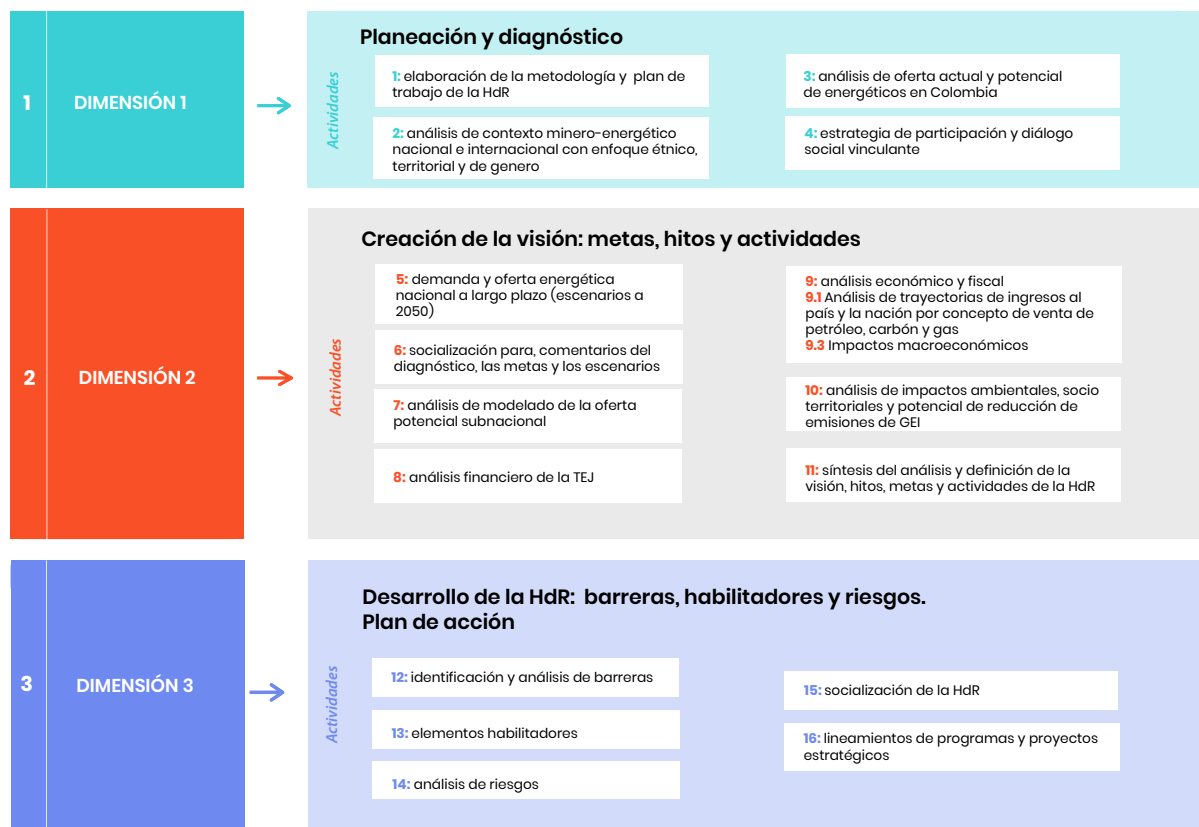 1
DIMENSIÓN 1
Planeación y diagnóstico
Actividades
1: elaboración de la metodología y plan de
trabajo de la HdR
2: análisis de contexto minero-energético
nacional e internacional con enfoque étnico,
territorial y de genero
3: análisis de oferta actual y potencial
de energéticos en Colombia
4: estrategia de participación y diálogo
social vinculante
2
DIMENSIÓN 2
Creación de la visión: metas, hitos y actividades
Actividades
5: demanda y oferta energética
nacional a largo plazo (escenarios a
2050)
6: socialización para, comentarios del
diagnóstico, las metas y los escenarios
7: análisis de modelado de la oferta
potencial subnacional
8: análisis financiero de la TEJ
9: análisis económico y fiscal
9.1 Análisis de trayectorias de ingresos al
país y la nación por concepto de venta de
petróleo, carbón y gas
9.3 Impactos macroeconómicos
10: análisis de impactos ambientales, socio
territoriales y potencial de reducción de
emisiones de GEI
11: síntesis del análisis y definición de la
visión, hitos, metas y actividades de la HdR
3
DIMENSIÓN 3
Desarrollo de la HdR: barreras, habilitadores y riesgos.
Plan de acción
Actividades
12: identificación y análisis de barreras
13: elementos habilitadores
14: análisis de riesgos
15: socialización de la HdR
16: lineamientos de programas y proyectos
estratégicos